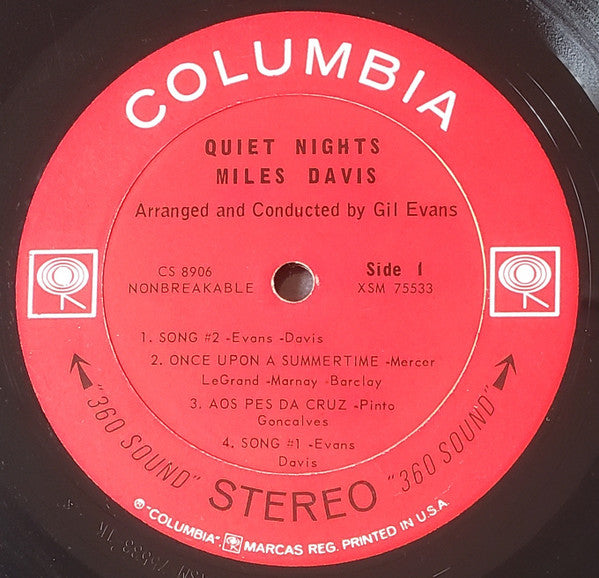 COLUMBIA
QUIET NIGHTS
MILES DAVIS
Arranged and Conducted by Gil Evans
CS 8906
NONBREAKABLE
Side 1
XSM 75533
1. SONG #2 -Evans -Davis
2. ONCE UPON A SUMMERTIME -Mercer
LeGrand -Marnay -Barclay
3. AOS PES DA CRUZ -Pinto
Goncalves
4. SONG #1 -Evans
Davis
"360 SOUND" STEREO "360 SOUND"
® "COLUMBIA" MARCAS REG. PRINTED IN U.S.A.